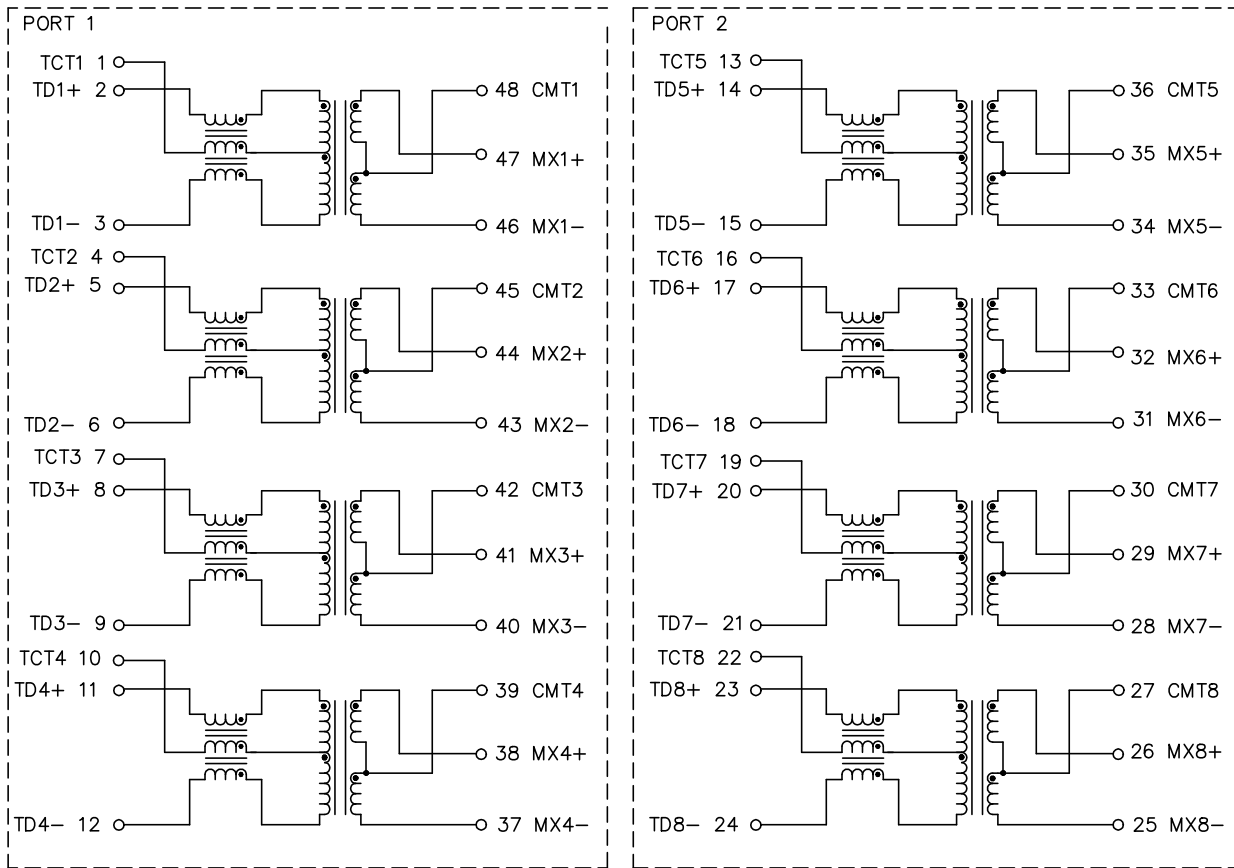 PORT 1
TCT1 1
TD1+ 2
48 CMT1
47 MX1+
TD1- 3
46 MX1-
TCT2 4
TD2+ 5
45 CMT2
44 MX2+
TD2- 6
43 MX2-
TCT3 7
TD3+ 8
42 CMT3
41 MX3+
TD3- 9
40 MX3-
TCT4 10
TD4+ 11
39 CMT4
38 MX4+
TD4- 12
37 MX4-
PORT 2
TCT5 13
TD5+ 14
36 CMT5
35 MX5+
TD5- 15
34 MX5-
TCT6 16
TD6+ 17
33 CMT6
32 MX6+
TD6- 18
31 MX6-
TCT7 19
TD7+ 20
30 CMT7
29 MX7+
TD7- 21
28 MX7-
TCT8 22
TD8+ 23
27 CMT8
26 MX8+
TD8- 24
25 MX8-